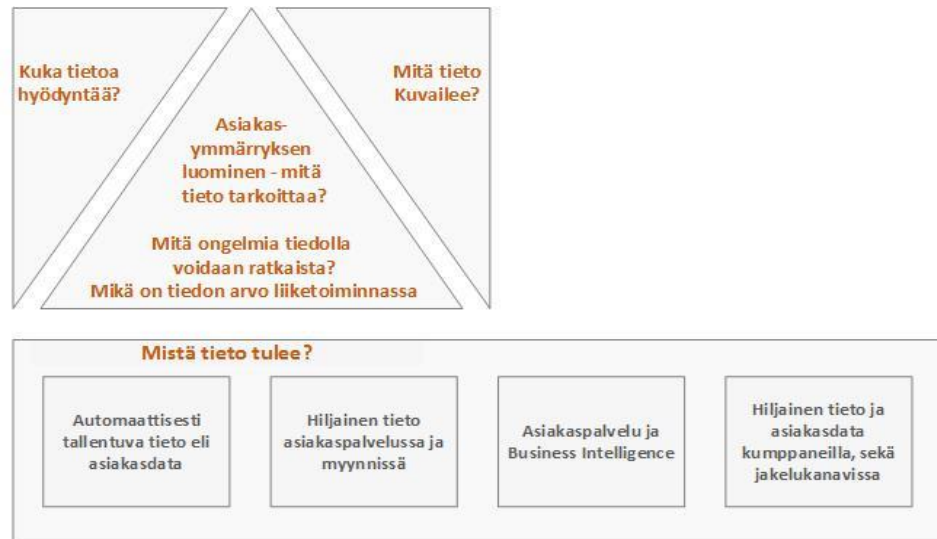 Kuka tietoa
hyödyntää?
Mitä tieto
Kuvailee?
Asiakas-
ymmärryksen
luominen - mitä
tieto tarkoittaa?
Mitä ongelmia tiedolla
voidaan ratkaista?
Mikä on tiedon arvo liiketoiminnassa
Mistä tieto tulee?
Automaattisesti
tallentuva tieto eli
asiakasdata
Hiljainen tieto
asiakaspalvelussa ja
myynnissä
Asiakaspalvelu ja
Business Intelligence
Hiljainen tieto ja
asiakasdata
kumppaneilla, sekä
jakelukanavissa